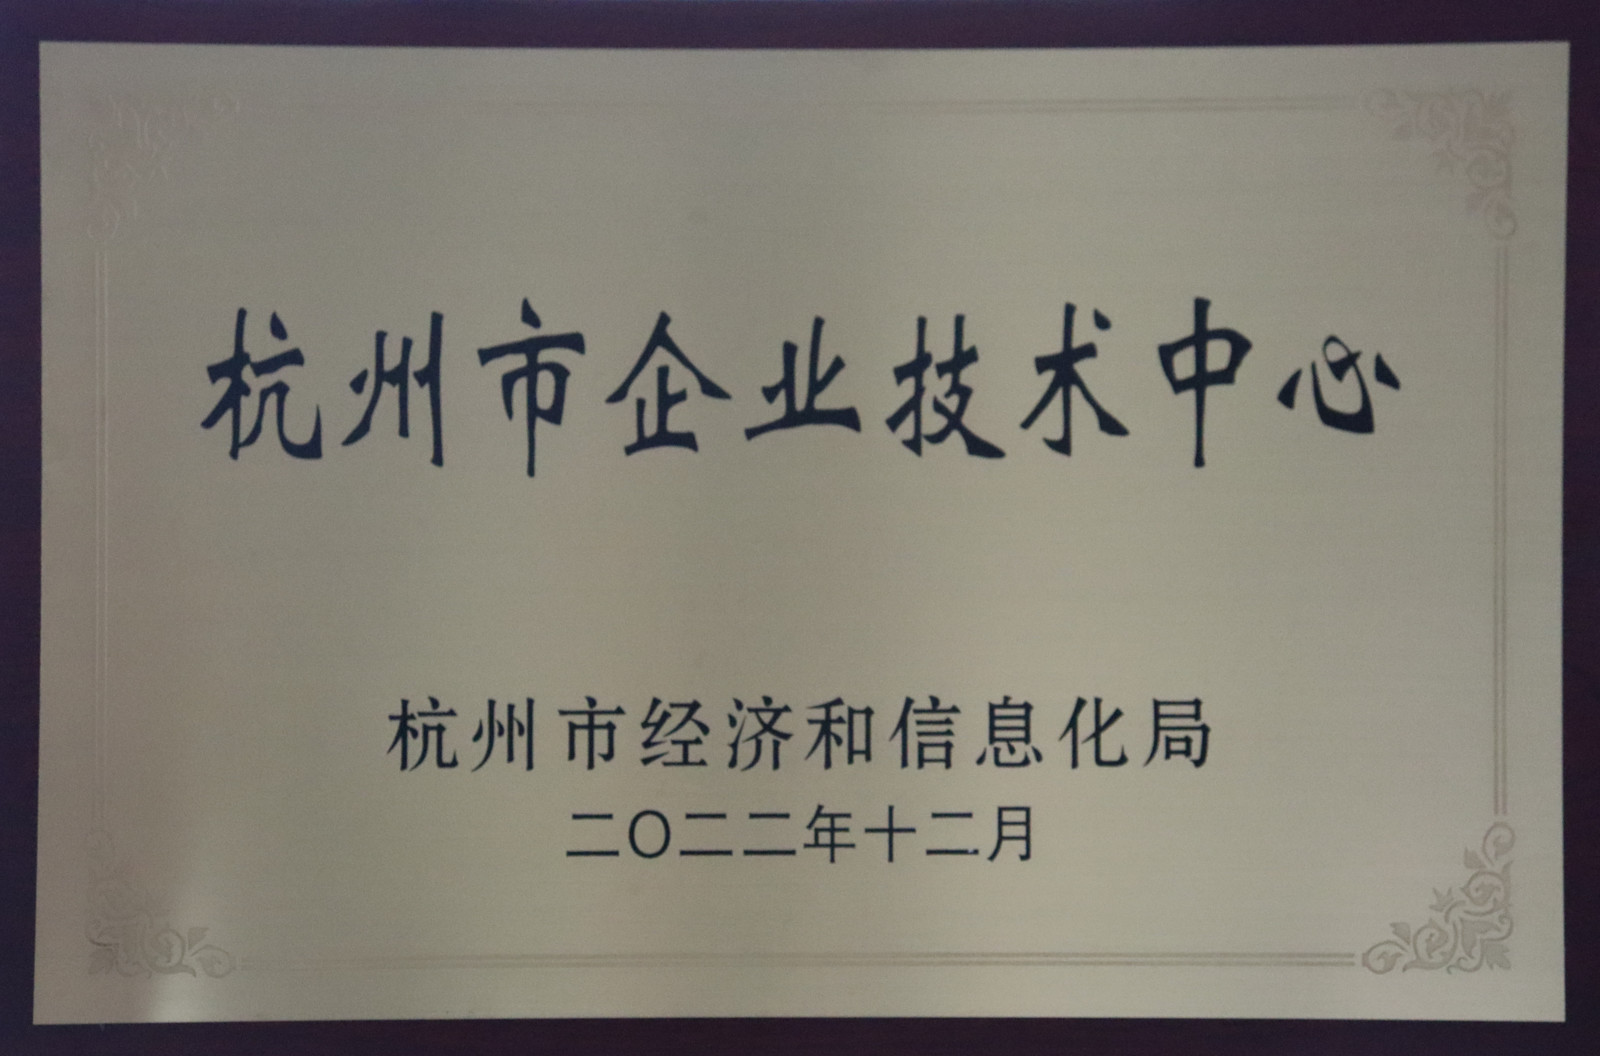 杭州市企业技术中心
杭州市经济和信息化局
二〇二二年十二月